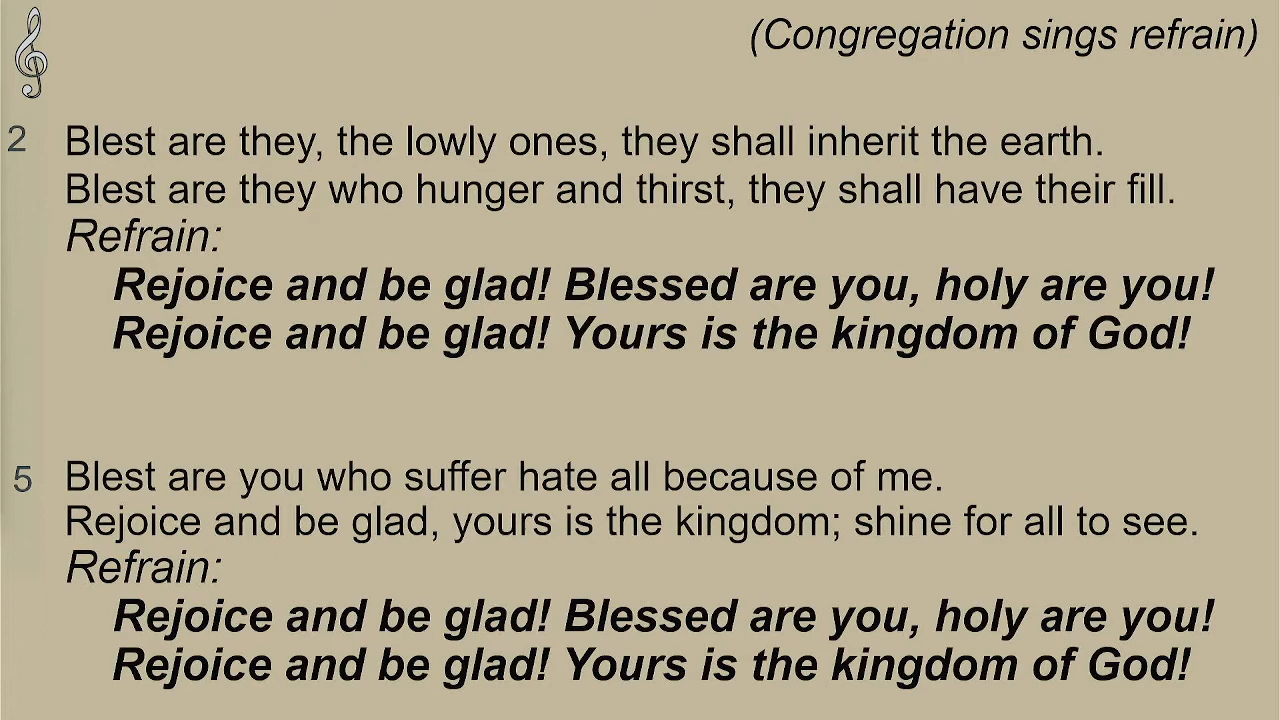 (Congregation sings refrain)
2 Blest are they, the lowly ones, they shall inherit the earth.
Blest are they who hunger and thirst, they shall have their fill.
Refrain:
Rejoice and be glad! Blessed are you, holy are you!
Rejoice and be glad! Yours is the kingdom of God!
5 Blest are you who suffer hate all because of me.
Rejoice and be glad, yours is the kingdom; shine for all to see.
Refrain:
Rejoice and be glad! Blessed are you, holy are you!
Rejoice and be glad! Yours is the kingdom of God!